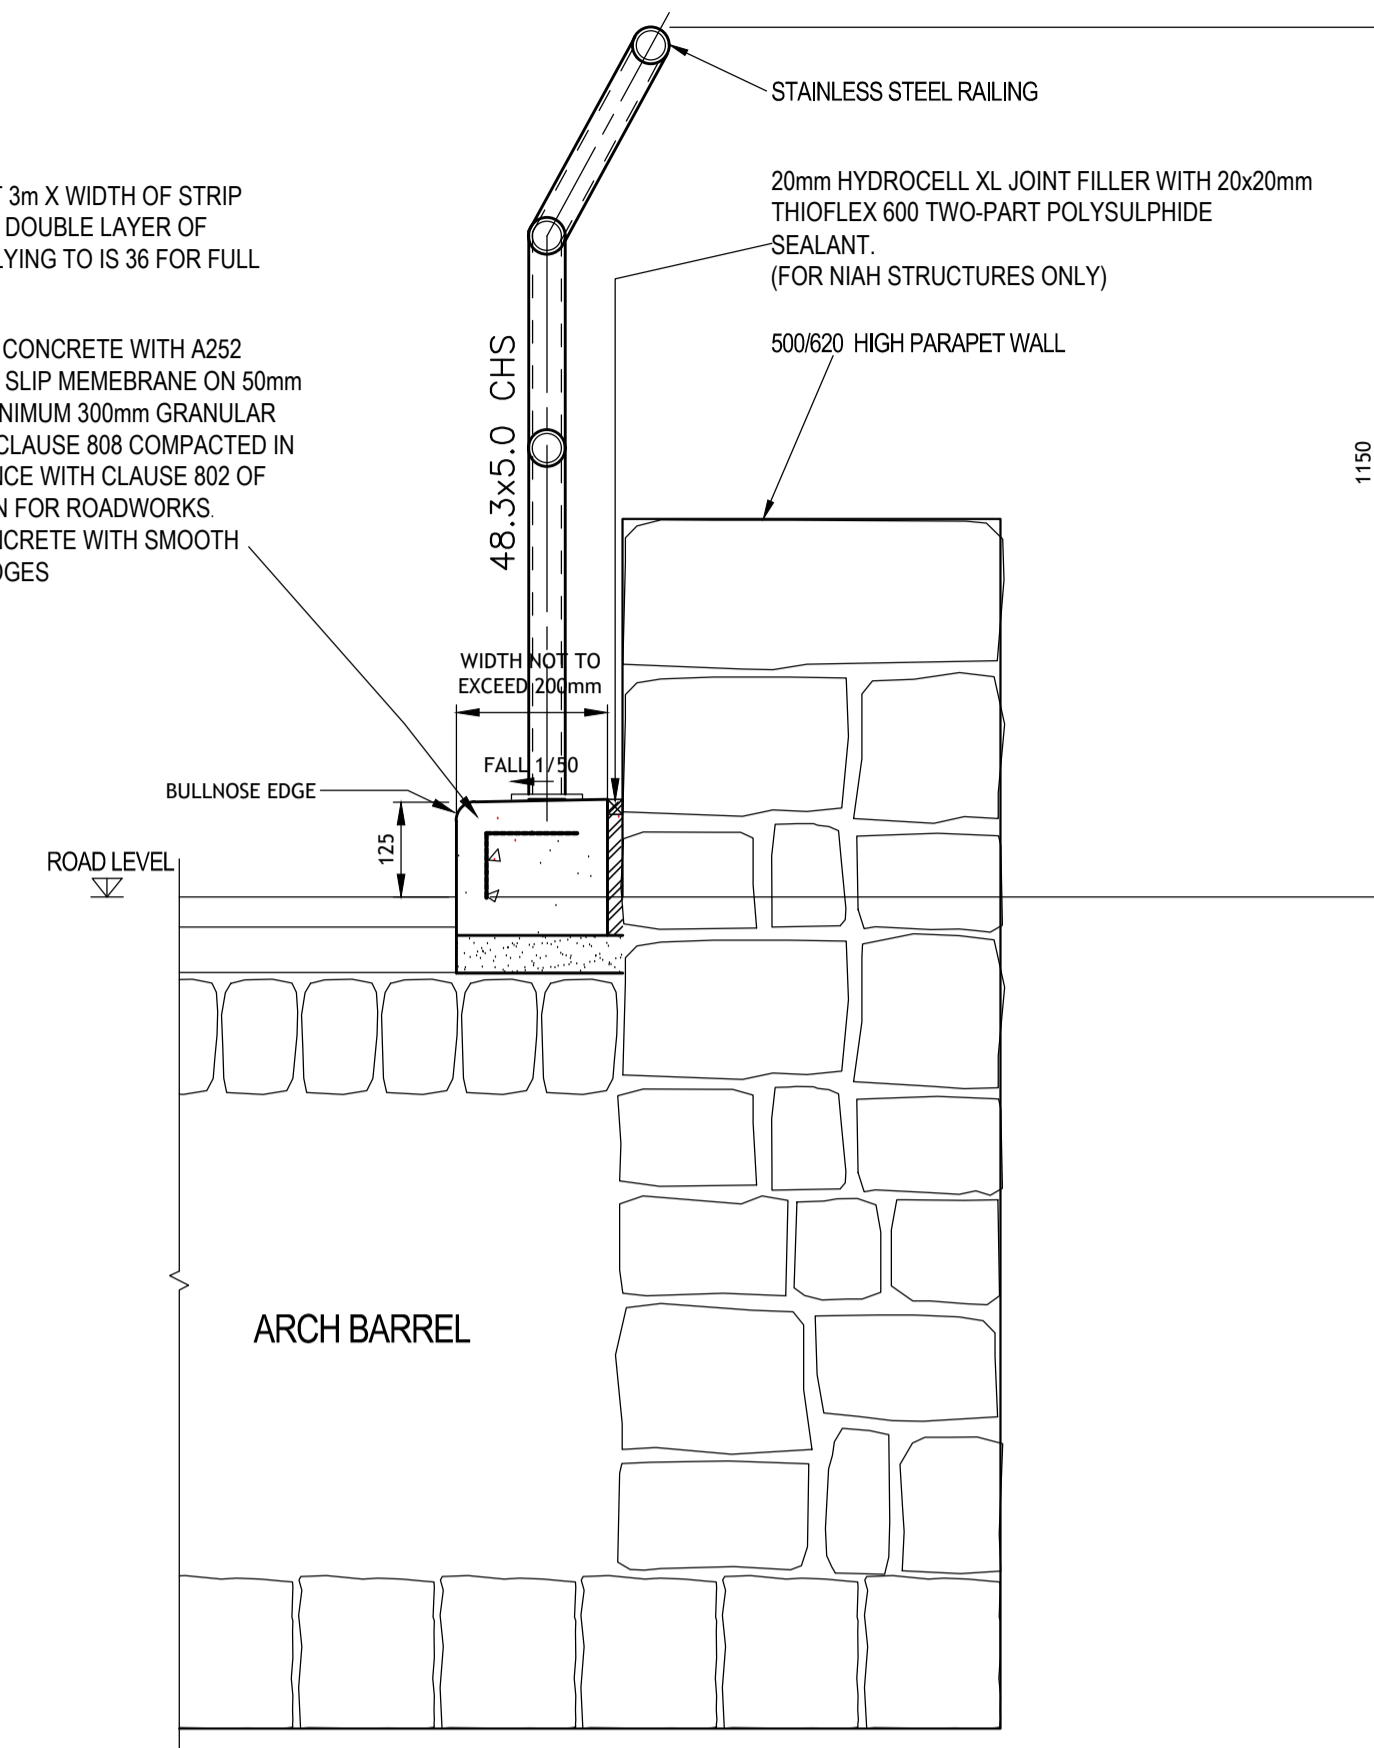 STAINLESS STEEL RAILING
T 3m X WIDTH OF STRIP
DOUBLE LAYER OF
LYING TO IS 36 FOR FULL
20mm HYDROCELL XL JOINT FILLER WITH 20x20mm
THIOFLEX 600 TWO-PART POLYSULPHIDE
SEALANT.
(FOR NIAH STRUCTURES ONLY)
500/620 HIGH PARAPET WALL
CONCRETE WITH A252
SLIP MEMEBRANE ON 50mm
NIMUM 300mm GRANULAR
CLAUSE 808 COMPACTED IN
NCE WITH CLAUSE 802 OF
N FOR ROADWORKS.
NCRETE WITH SMOOTH
DGES
48.3x5.0 CHS
1150
WIDTH NOT TO
EXCEED 200mm
FALL 1/50
BULLNOSE EDGE
125
ROAD LEVEL
ARCH BARREL